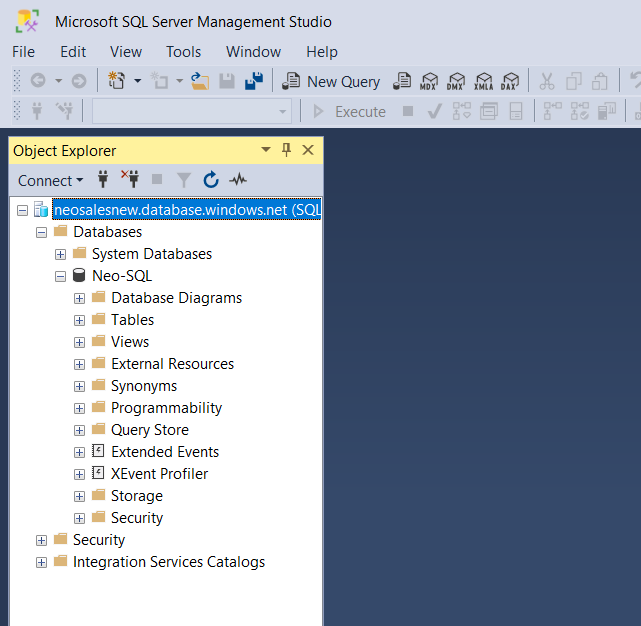 Microsoft SQL Server Management Studio
File Edit View Tools Window Help
New Query MDX DMX XMLA DAX
Execute
Object Explorer
Connect
neosalesnew.database.windows.net (SQL
Databases
System Databases
Neo-SQL
Database Diagrams
Tables
Views
External Resources
Synonyms
Programmability
Query Store
Extended Events
XEvent Profiler
Storage
Security
Security
Integration Services Catalogs